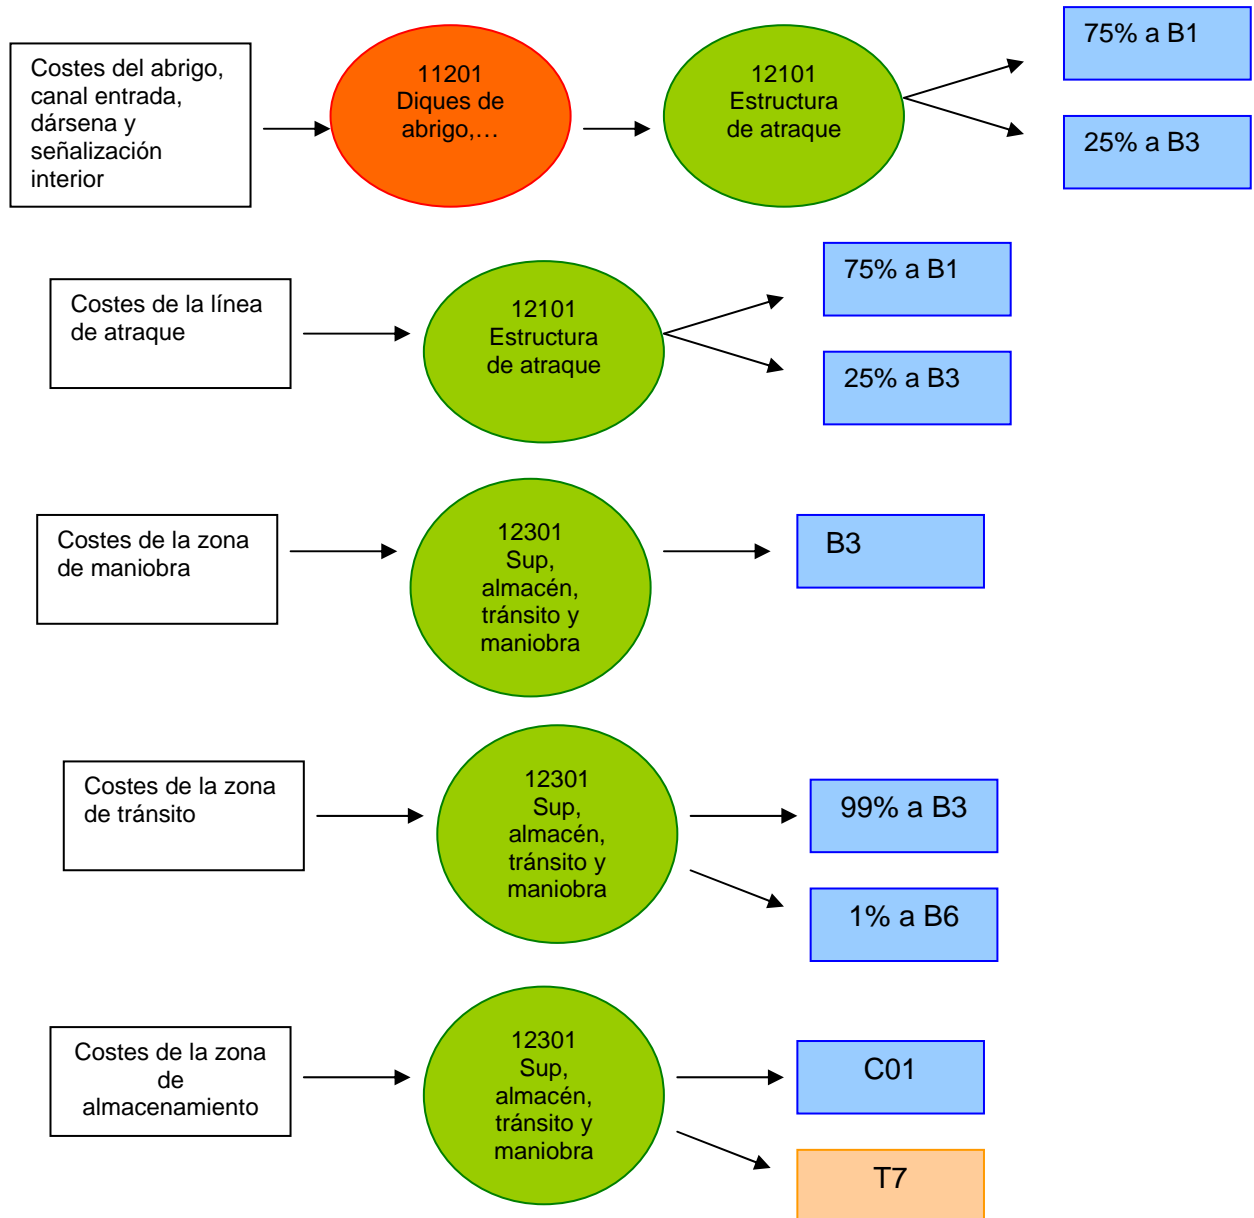 Costes del abrigo,
canal entrada,
dársena y
señalización
interior
11201
Diques de
abrigo,…
12101
Estructura
de atraque
75% a B1
25% a B3
Costes de la línea
de atraque
12101
Estructura
de atraque
75% a B1
25% a B3
Costes de la zona
de maniobra
12301
Sup,
almacén,
tránsito y
maniobra
B3
Costes de la zona
de tránsito
12301
Sup,
almacén,
tránsito y
maniobra
99% a B3
1% a B6
Costes de la zona
de
almacenamiento
12301
Sup,
almacén,
tránsito y
maniobra
C01
T7